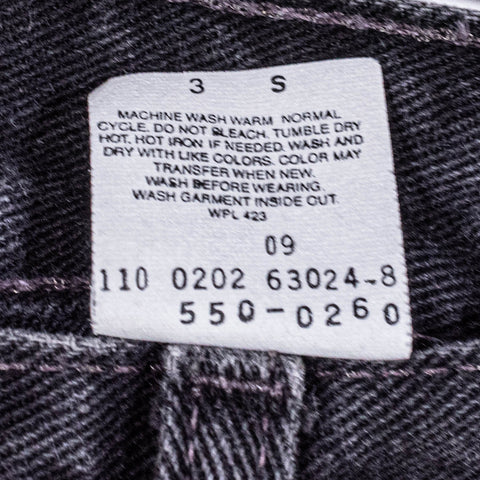 3 S
MACHINE WASH WARM NORMAL
CYCLE. DO NOT BLEACH. TUMBLE DRY
HOT. HOT IRON IF NEEDED. WASH AND
DRY WITH LIKE COLORS. COLOR MAY
TRANSFER WHEN NEW.
WASH BEFORE WEARING.
WASH GARMENT INSIDE OUT.
WPL 423
09
110 0202 63024-8
550-0260